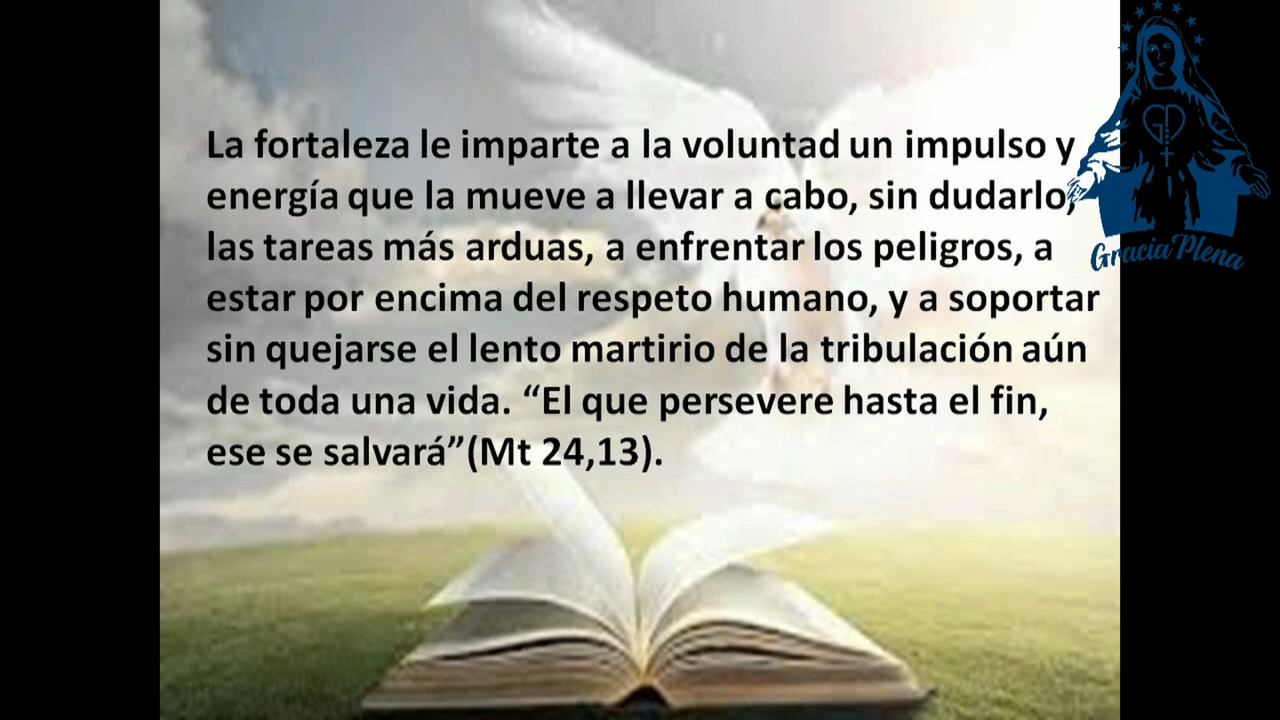 La fortaleza le imparte a la voluntad un impulso y
energía que la mueve a llevar a cabo, sin dudarlo,
las tareas más arduas, a enfrentar los peligros, a
estar por encima del respeto humano, y a soportar
sin quejarse el lento martirio de la tribulación aún
de toda una vida. “El que persevere hasta el fin,
ese se salvará”(Mt 24,13).
Gracia Plena